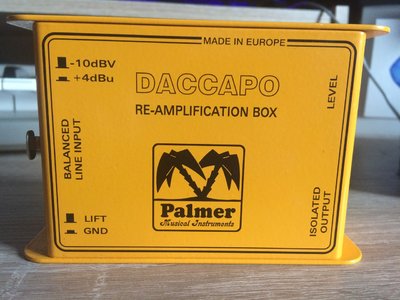 MADE IN EUROPE
-10dBV
+4dBu
DACCAPO
RE-AMPLIFICATION BOX
BALANCED
LINE INPUT
LEVEL
Palmer
Musical Instruments
LIFT
GND
ISOLATED
OUTPUT